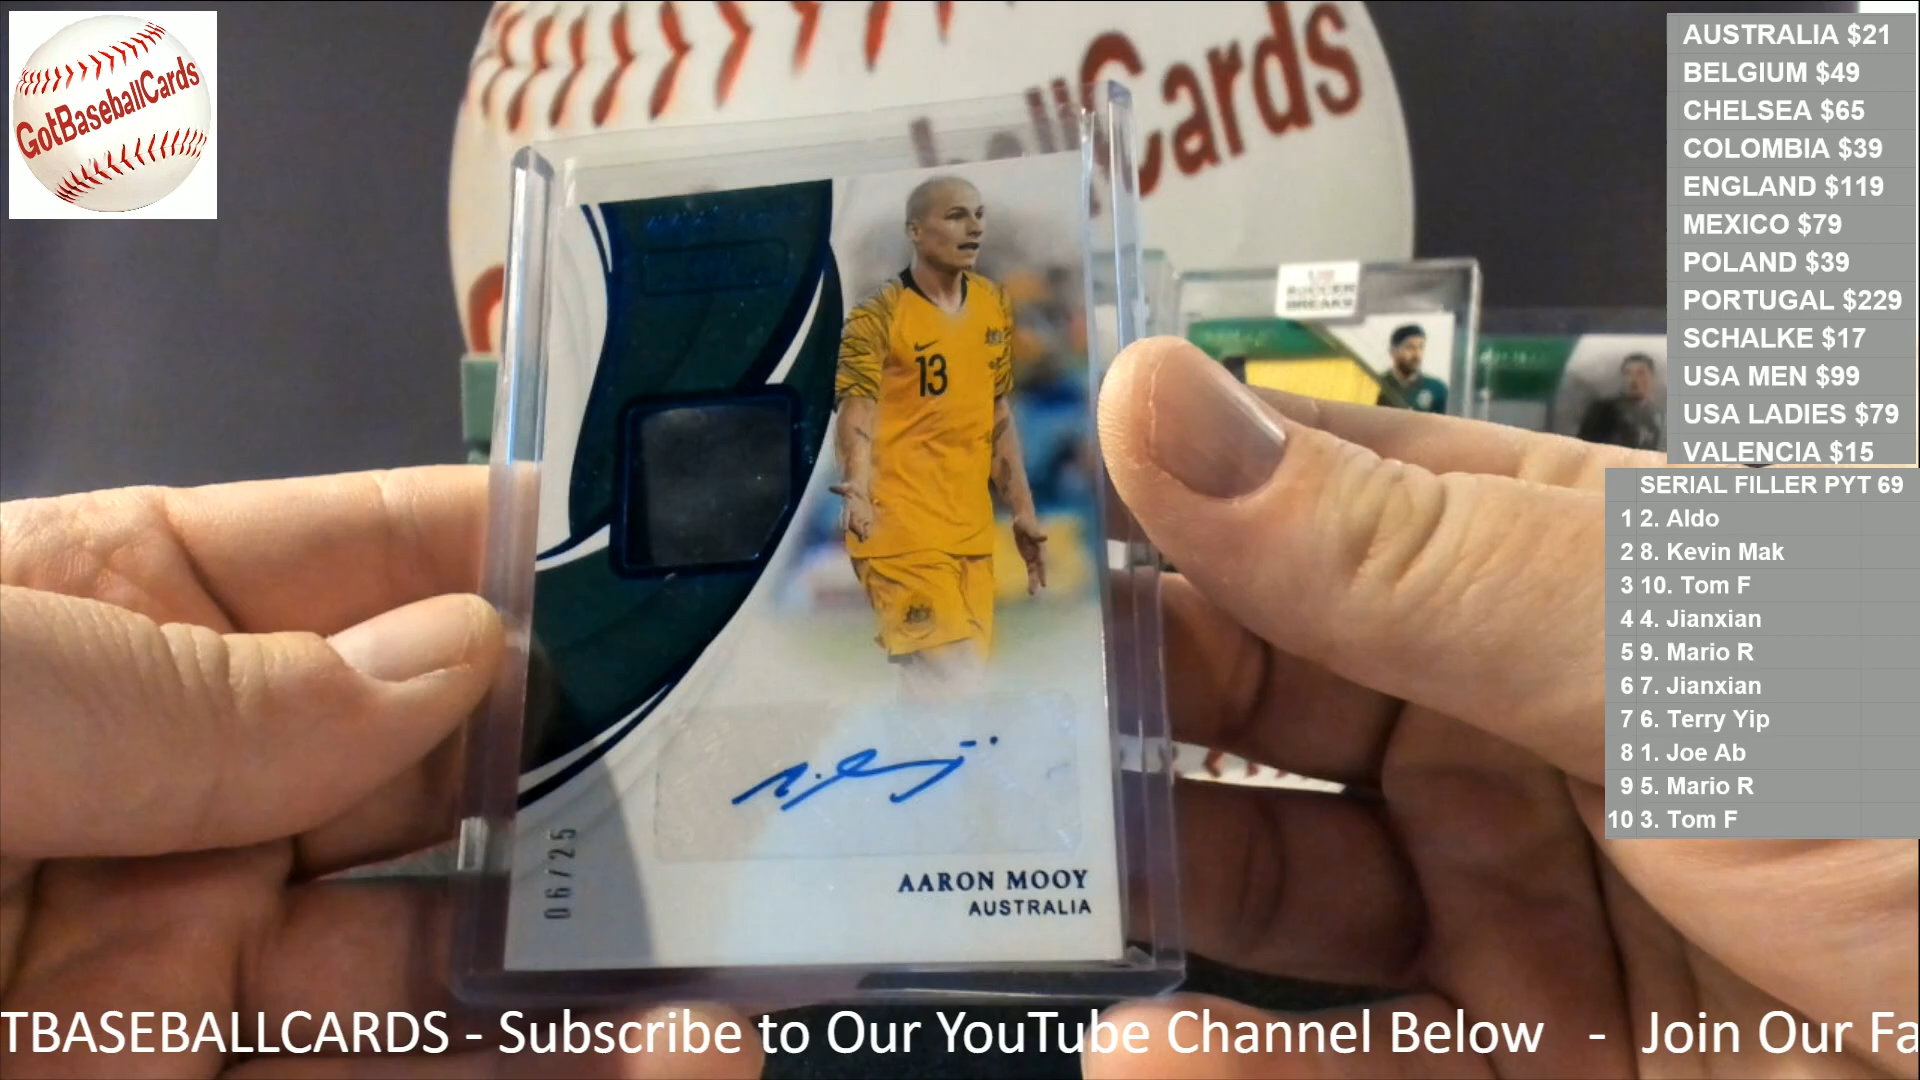 GotBaseballCards
ballCards
AUSTRALIA $21
BELGIUM $49
CHELSEA $65
COLOMBIA $39
ENGLAND $119
MEXICO $79
POLAND $39
PORTUGAL $229
SCHALKE $17
USA MEN $99
USA LADIES $79
VALENCIA $15
SERIAL FILLER PYT 69
1 2. Aldo
2 8. Kevin Mak
3 10. Tom F
4 4. Jianxian
5 9. Mario R
6 7. Jianxian
7 6. Terry Yip
8 1. Joe Ab
9 5. Mario R
10 3. Tom F
13
06/25
AARON MOOY
AUSTRALIA
TBASEBALLCARDS - Subscribe to Our YouTube Channel Below - Join Our Fa